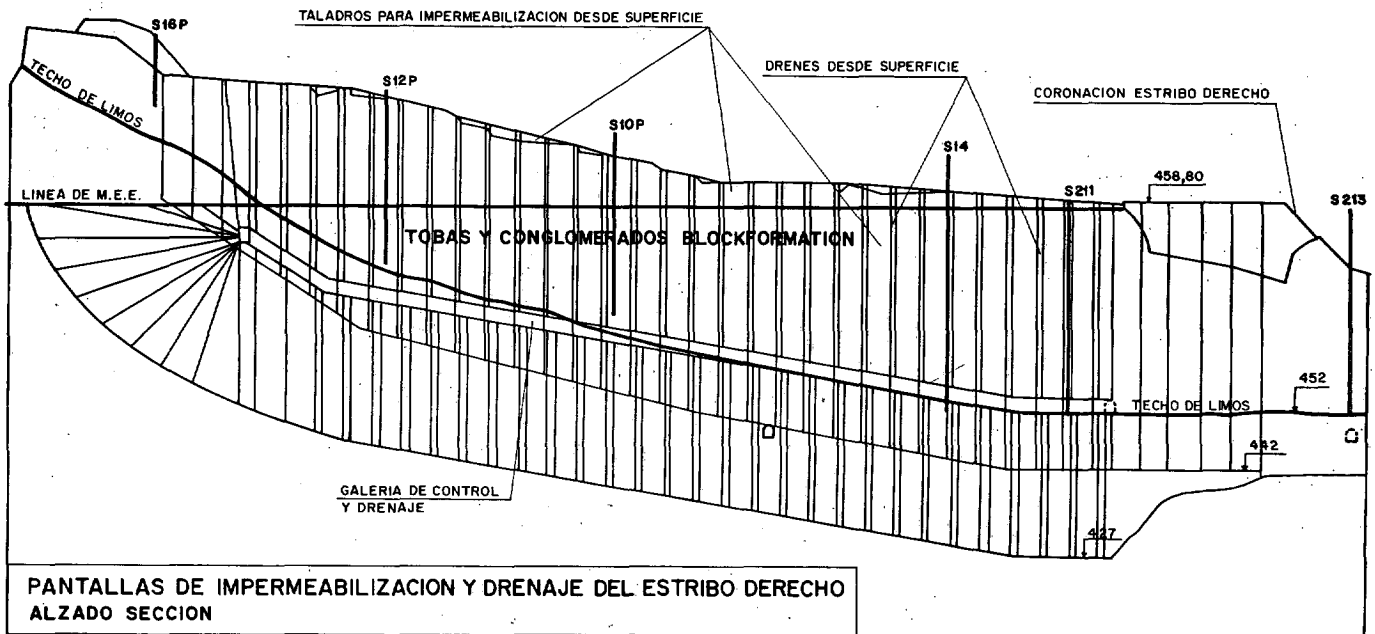 TALADROS PARA IMPERMEABILIZACION DESDE SUPERFICIE
S16P
TECHO DE LIMOS
S12P
DRENES DESDE SUPERFICIE
CORONACION ESTRIBO DERECHO
S10P
S14
458,80
S211
S213
LINEA DE M.E.E.
TOBAS Y CONGLOMERADOS BLOCKFORMATION
452
TECHO DE LIMOS
442
GALERIA DE CONTROL
Y DRENAJE
427
PANTALLAS DE IMPERMEABILIZACION Y DRENAJE DEL ESTRIBO DERECHO
ALZADO SECCION